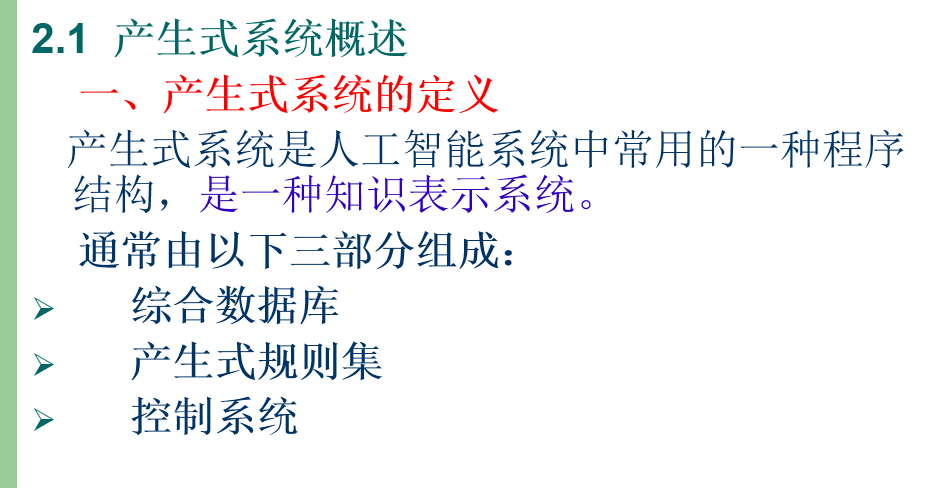 2.1 产生式系统概述
一、产生式系统的定义
产生式系统是人工智能系统中常用的一种程序
结构，是一种知识表示系统。
通常由以下三部分组成：
➢ 综合数据库
➢ 产生式规则集
➢ 控制系统